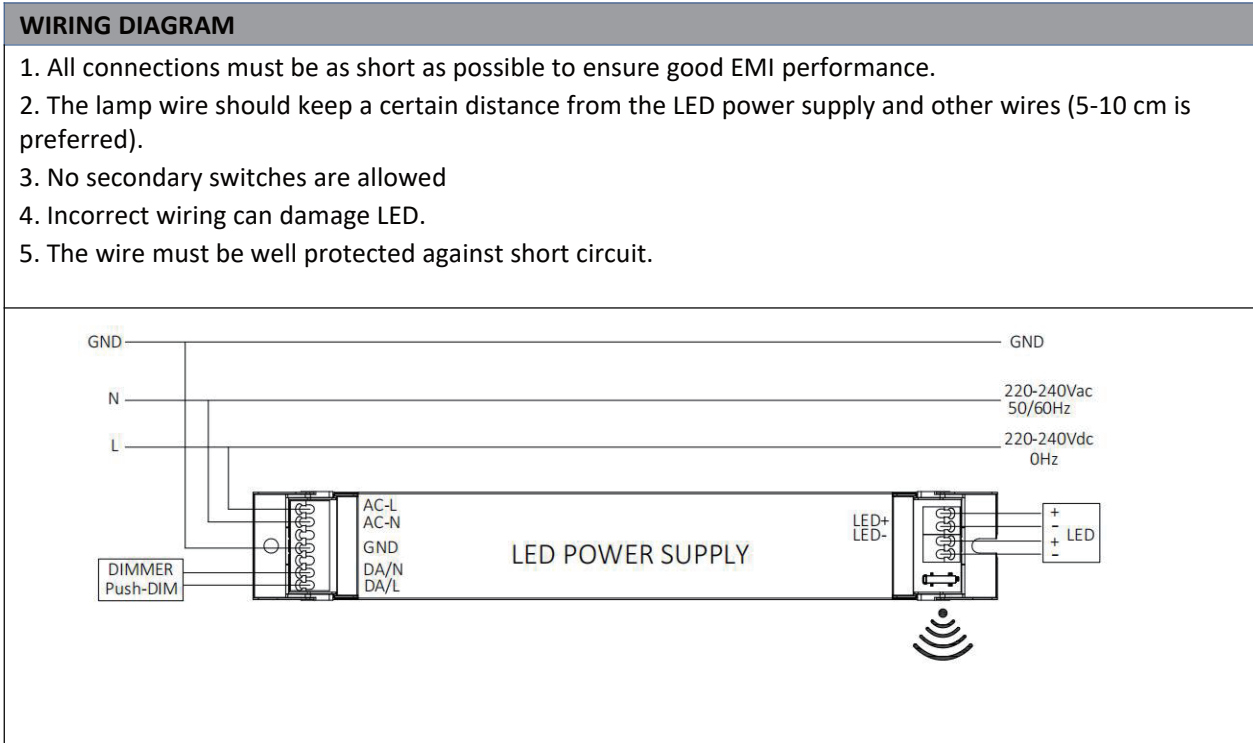 WIRING DIAGRAM
1. All connections must be as short as possible to ensure good EMI performance.
2. The lamp wire should keep a certain distance from the LED power supply and other wires (5-10 cm is
preferred).
3. No secondary switches are allowed
4. Incorrect wiring can damage LED.
5. The wire must be well protected against short circuit.
GND
GND
N
220-240Vac
50/60Hz
L
220-240Vdc
0Hz
AC-L
AC-N
GND
DA/N
DA/L
DIMMER
Push-DIM
LED POWER SUPPLY
LED+
LED-
+
-
+
-
LED